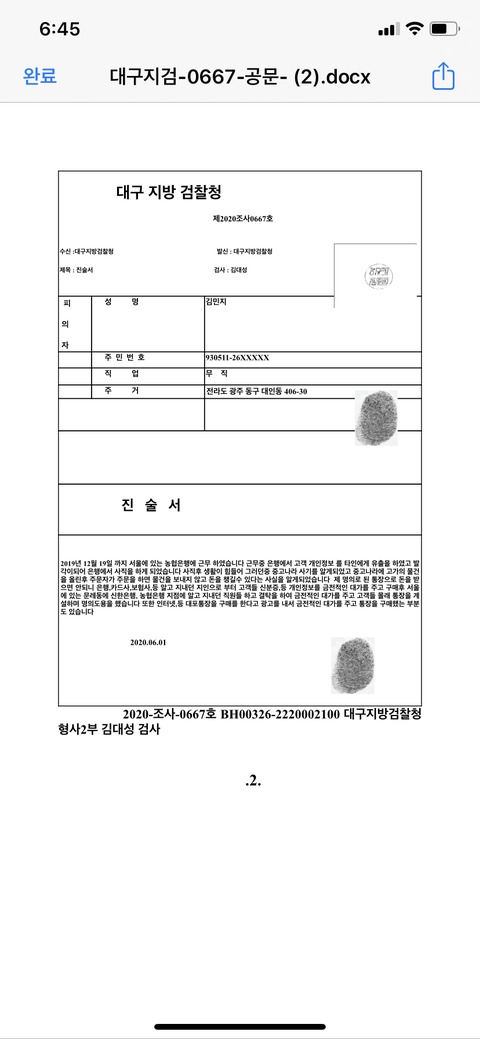 6:45
완료
대구지검-0667-공문- (2).docx
대구 지방 검찰청
제2020조사0667호
수신 :대구지방검찰청 발신 : 대구지방검찰청
제목 : 진술서 검사 : 김대성
피의자
성 명 김민지
주 민 번 호 930511-26XXXXX
직 업 무 직
주 거 전라도 광주 동구 대인동 406-30
진 술 서
2019년 12월 19일 까지 서울에 있는 농협은행에 근무 하였습니다 근무중 은행에서 고객 개인정보 를 타인에게 유출을 하였고 발
각이되어 은행에서 사직을 하게 되었습니다 사직후 생활이 힘들어 그러던중 중고나라 사기를 알게되었고 중고나라에 고가의 물건
을 올린후 주문자가 주문을 하면 물건을 보내지 않고 돈을 챙길수 있다는 사실을 알게되었습니다 제 명의로 된 통장으로 돈을 받
으면 안되니 은행,카드사,보험사,등 알고 지내던 지인으로 부터 고객들 신분증,등 개인정보를 금전적인 대가를 주고 구매후 서울
에 있는 문레동에 신한은행, 농협은행 지점에 알고 지내던 직원들 하고 결탁을 하여 금전적인 대가를 주고 고객들 몰래 통장을 계
설하며 명의도용을 했습니다 또한 인터넷,등 대포통장을 구매를 한다고 광고를 내서 금전적인 대가를 주고 통장을 구매했는 부분
도 있습니다
2020.06.01
2020-조사-0667호 BH00326-2220002100 대구지방검찰청
형사2부 김대성 검사
.2.